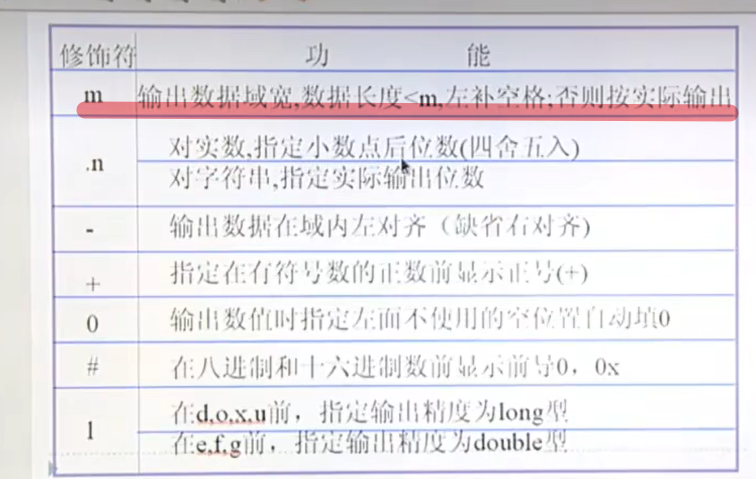 修饰符 功 能
m 输出数据域宽,数据长度<m,左补空格;否则按实际输出
.n 对实数,指定小数点后位数(四舍五入)
对字符串,指定实际输出位数
- 输出数据在域内左对齐（缺省右对齐)
+ 指定在有符号数的正数前显示正号(+)
0 输出数值时指定左面不使用的空位置自动填0
# 在八进制和十六进制数前显示前导0，0x
l 在d,o,x,u前，指定输出精度为long型
在e,f,g前，指定输出精度为double型